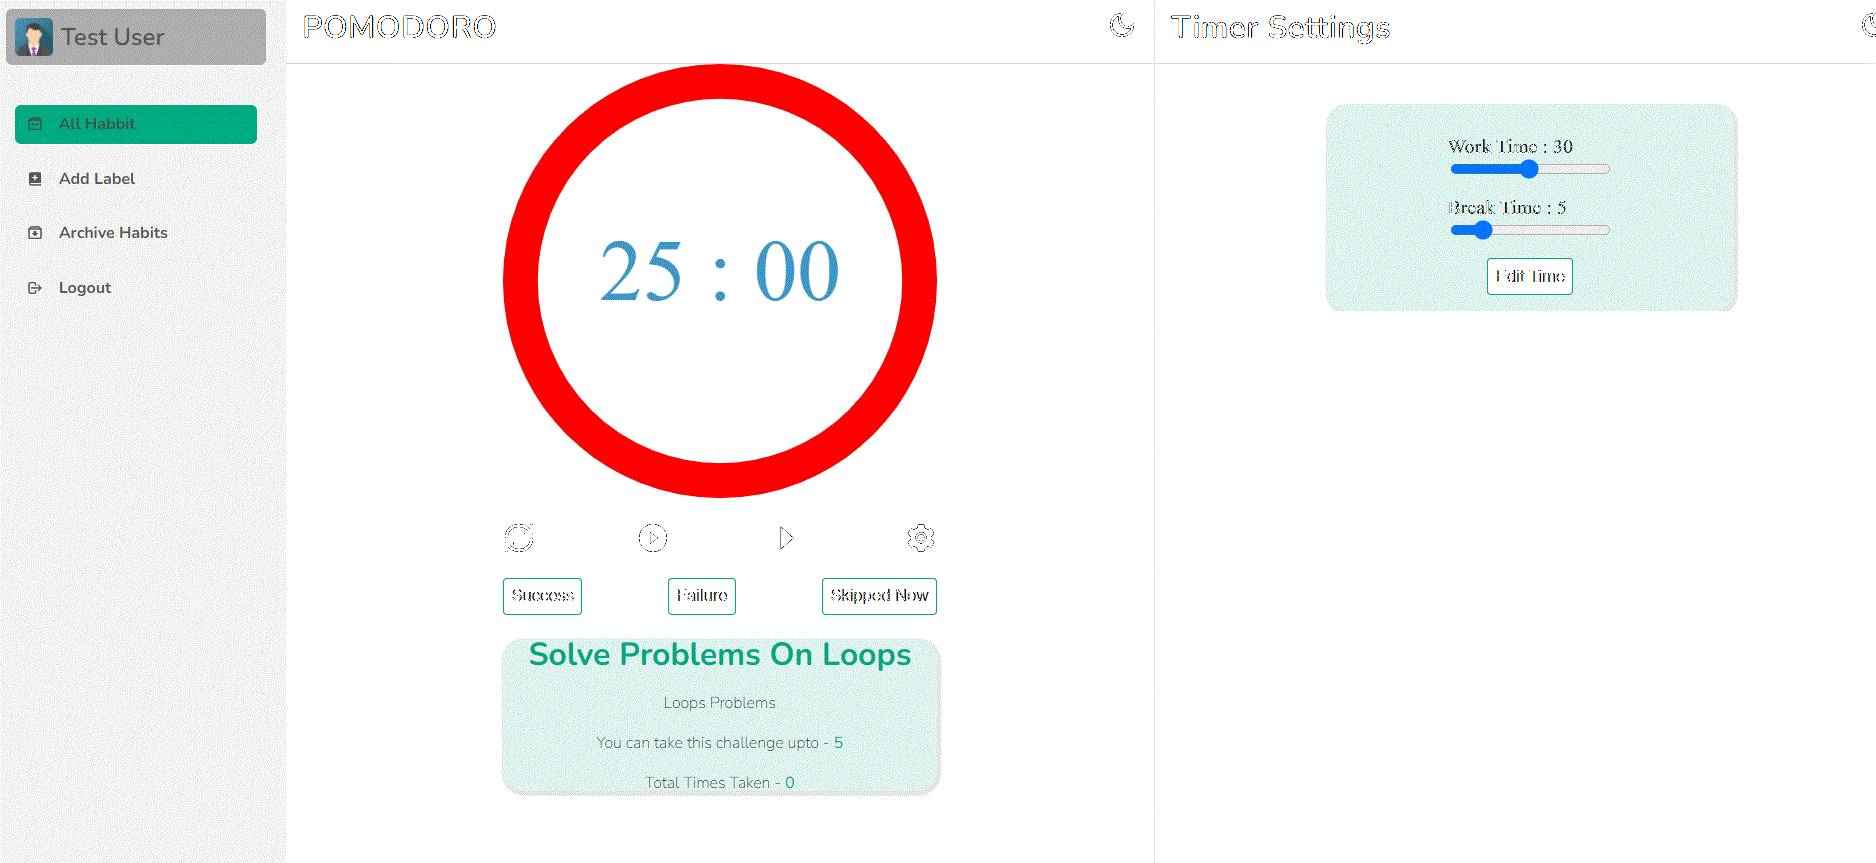 Test User
All Habbit
Add Label
Archive Habits
Logout
POMODORO
25 : 00
Success
Failure
Skipped Now
Solve Problems On Loops
Loops Problems
You can take this challenge upto - 5
Total Times Taken - 0
Timer Settings
Work Time : 30
Break Time : 5
Edit Time